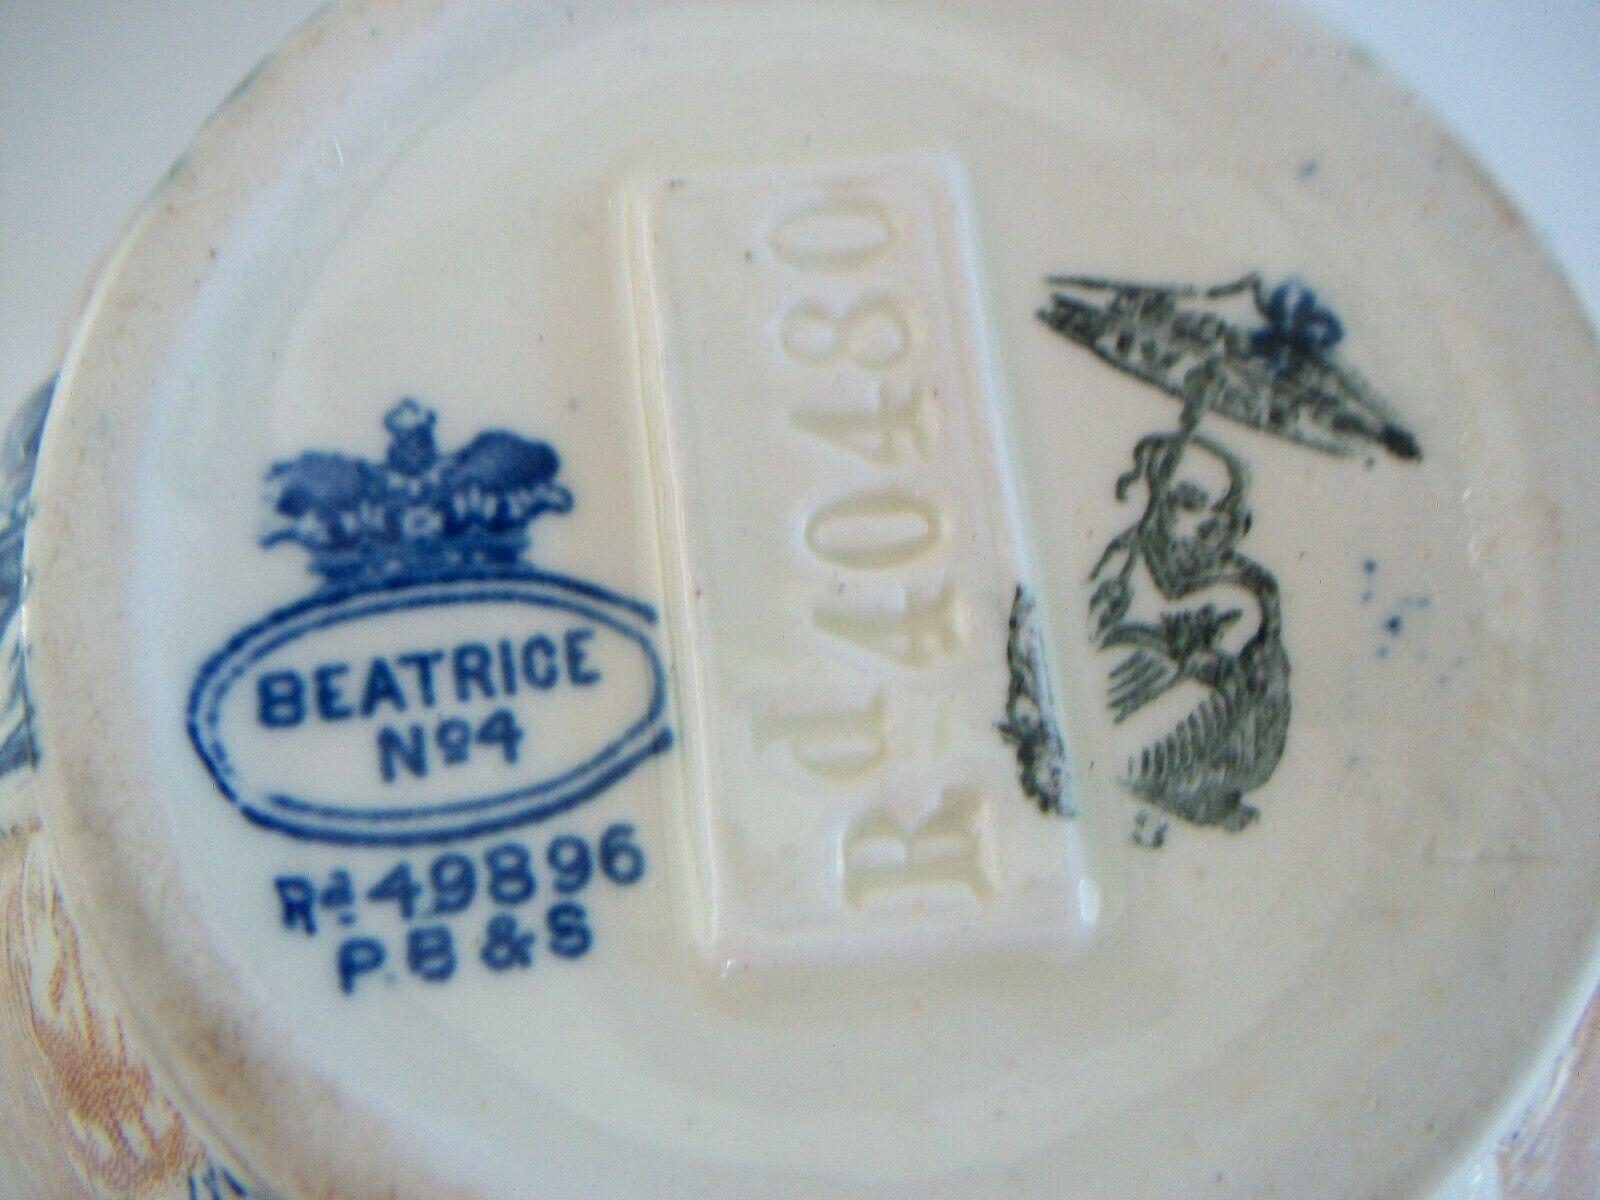 BEATRICE
No4
Rd 49896
P.B & S
Rd 40480